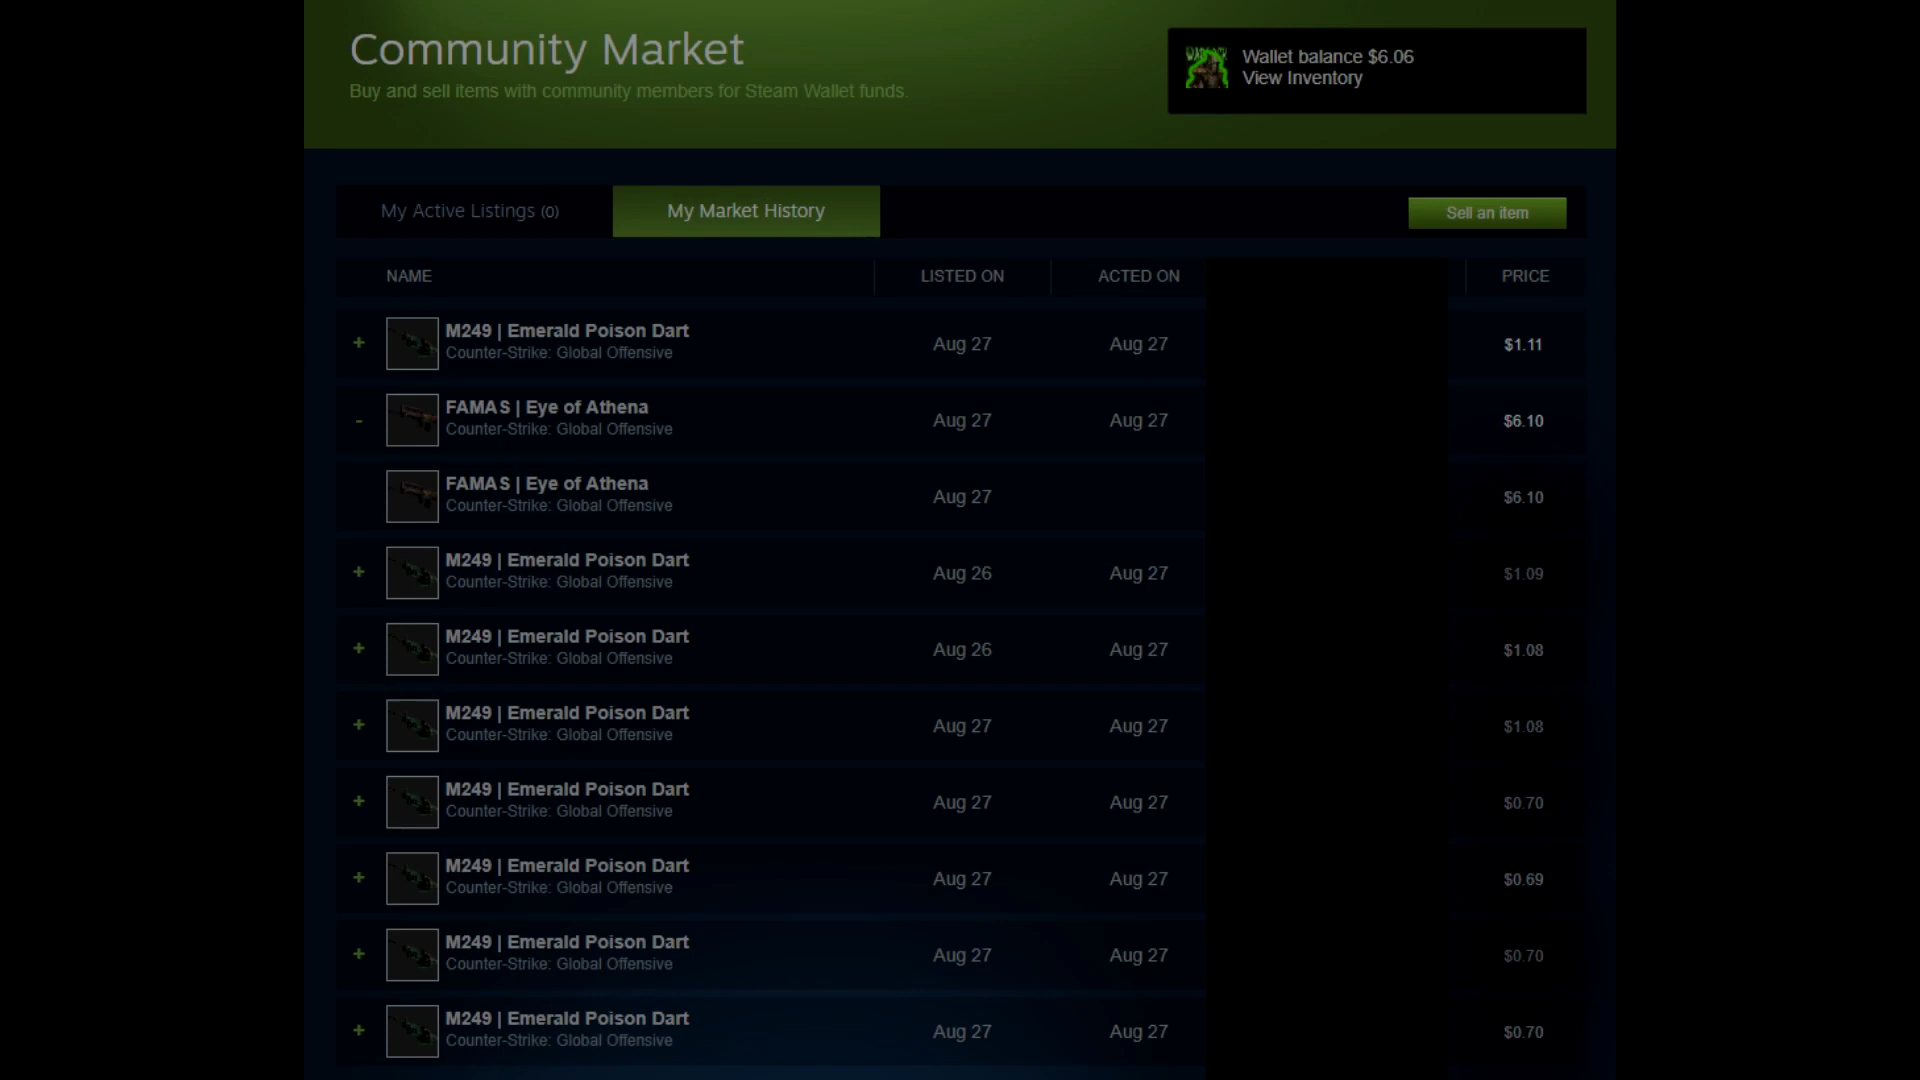 Community Market
Buy and sell items with community members for Steam Wallet funds.
Wallet balance $6.06
View Inventory
My Active Listings (0)
My Market History
Sell an item
NAME LISTED ON ACTED ON PRICE
+ M249 | Emerald Poison Dart Aug 27 Aug 27 $1.11
Counter-Strike: Global Offensive
- FAMAS | Eye of Athena Aug 27 Aug 27 $6.10
Counter-Strike: Global Offensive
FAMAS | Eye of Athena Aug 27 $6.10
Counter-Strike: Global Offensive
+ M249 | Emerald Poison Dart Aug 26 Aug 27 $1.09
Counter-Strike: Global Offensive
+ M249 | Emerald Poison Dart Aug 26 Aug 27 $1.08
Counter-Strike: Global Offensive
+ M249 | Emerald Poison Dart Aug 27 Aug 27 $1.08
Counter-Strike: Global Offensive
+ M249 | Emerald Poison Dart Aug 27 Aug 27 $0.70
Counter-Strike: Global Offensive
+ M249 | Emerald Poison Dart Aug 27 Aug 27 $0.69
Counter-Strike: Global Offensive
+ M249 | Emerald Poison Dart Aug 27 Aug 27 $0.70
Counter-Strike: Global Offensive
+ M249 | Emerald Poison Dart Aug 27 Aug 27 $0.70
Counter-Strike: Global Offensive